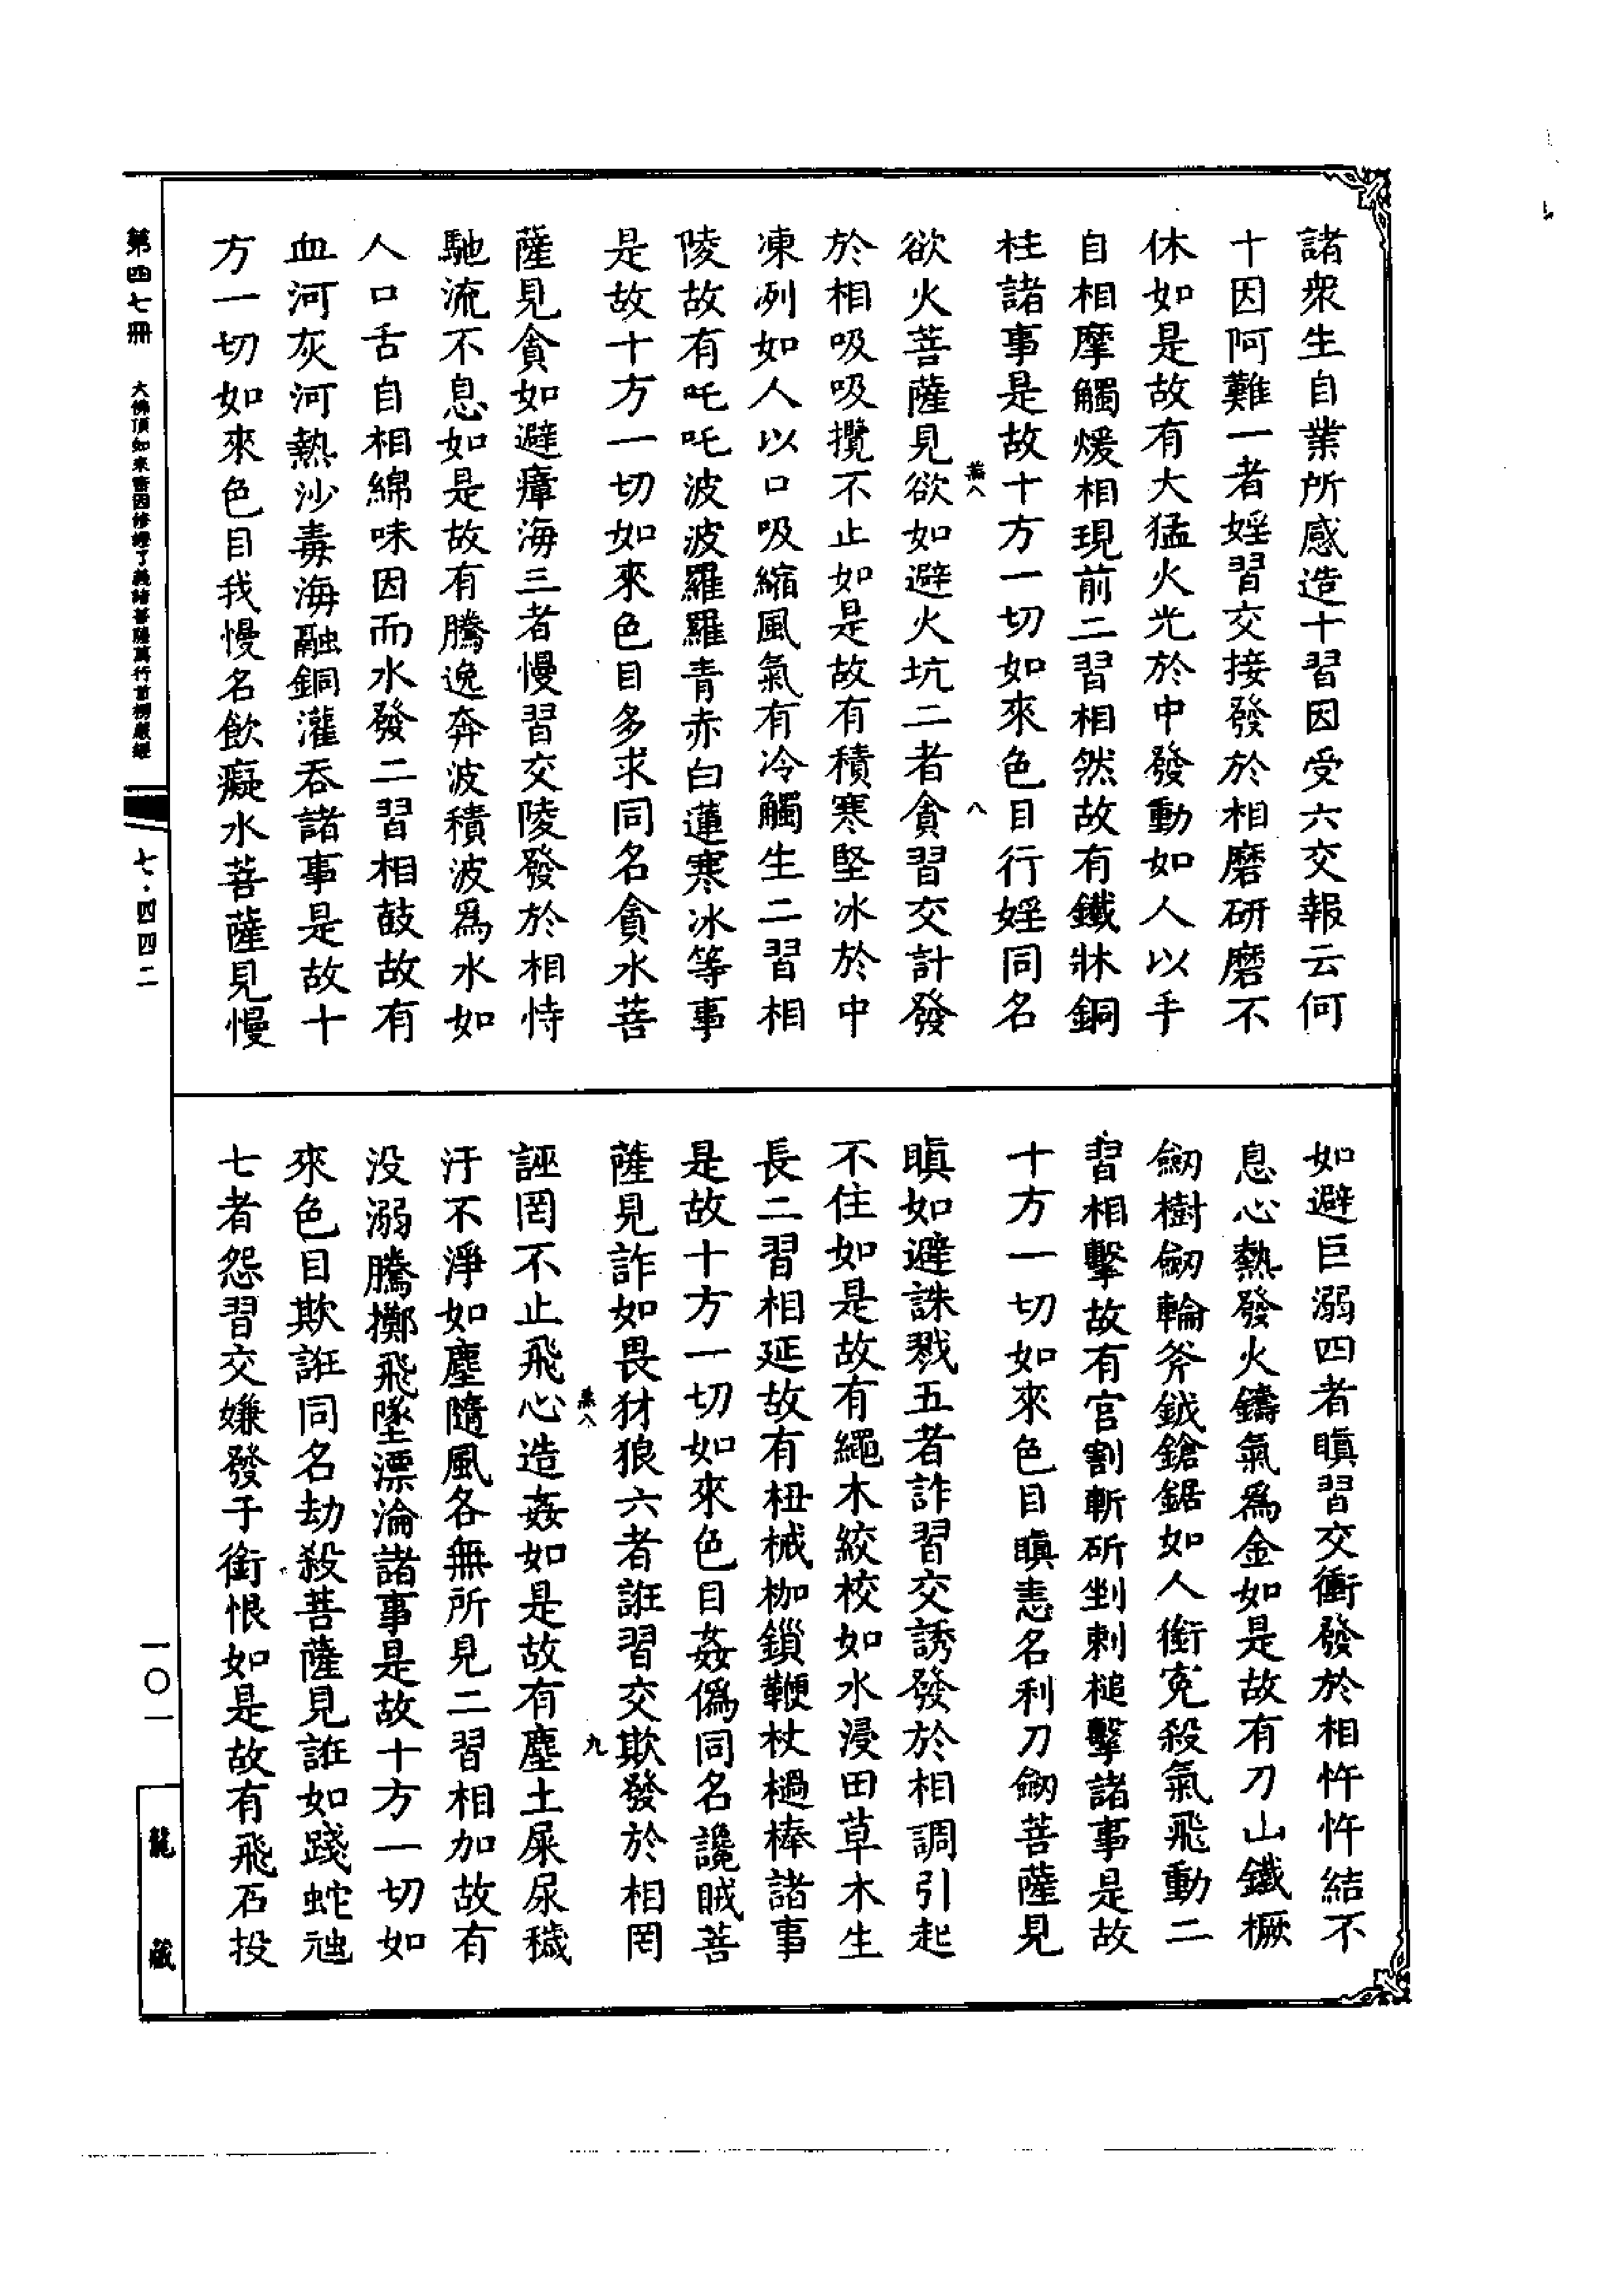 諸衆生自業所感造十習因受六交報云何
十因阿難一者婬習交接發於相磨研磨不
休如是故有大猛火光於中發動如人以手
自相摩觸煖相現前二習相然故有鐵牀銅
柱諸事是故十方一切如來色目行婬同名
八
欲火菩薩見欲如避火坑二者貪習交計發
於相吸吸攬不止如是故有積寒堅冰於中
凍冽如人以口吸縮風氣有冷觸生二習相
陵故有吒吒波波羅羅青赤白蓮寒冰等事
是故十方一切如來色目多求同名貪水菩
薩見貪如避瘴海三者慢習交陵發於相恃
馳流不息如是故有騰逸奔波積波爲水如
人口舌自相綿味因而水發二習相鼓故有
血河灰河熱沙毒海融銅灌吞諸事是故十
方一切如來色目我慢名飲癡水菩薩見慢
如避巨溺四者瞋習交衝發於相忤忤結不
息心熱發火鑄氣爲金如是故有刀山鐵橛
劒樹劒輪斧鉞鎗鋸如人銜寃殺氣飛動二
習相擊故有宮割斬斫剉刺槌擊諸事是故
十方一切如來色目瞋恚名利刀劒菩薩見
瞋如避誅戮五者詐習交誘發於相調引起
不住如是故有繩木絞校如水浸田草木生
長二習相延故有杻械枷鎖鞭杖檛棒諸事
是故十方一切如來色目姦僞同名讒賊菩
薩見詐如畏豺狼六者誑習交欺發於相罔
九
誣罔不止飛心造姦如是故有塵土屎尿穢
汙不淨如塵隨風各無所見二習相加故有
没溺騰擲飛墜漂淪諸事是故十方一切如
來色目欺誑同名劫殺菩薩見誑如踐蛇虺
七者怨習交嫌發于銜恨如是故有飛石投
第四七冊
大佛頂如來密因修證了義諸菩薩萬行首楞嚴經
七·四四二
一〇一
龍藏